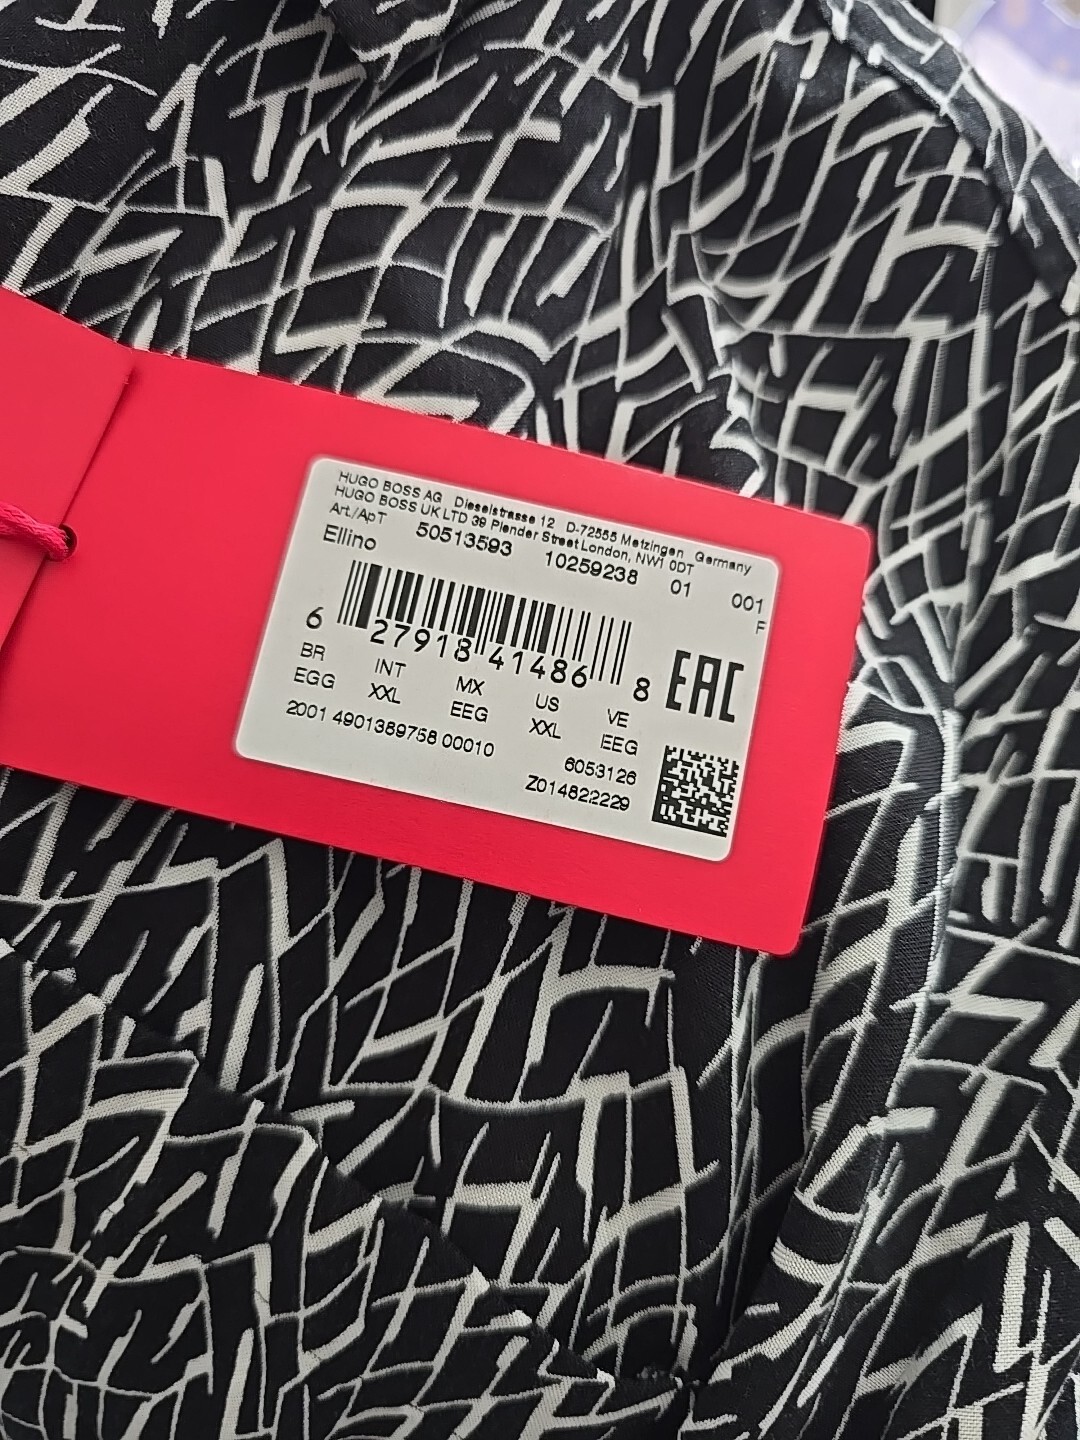 HUGO BOSS AG Dieselstrasse 12 D-72555 Metzingen Germany
HUGO BOSS UK LTD 39 Plender Street London, NW1 0DT
Art./ApT 50513593 10259238 01 001
Ellino F
6 27918 41486 8 EAC
BR INT MX US VE
EGG XXL EEG XXL EEG
2001 4901389758 00010 6053126
Z014822229